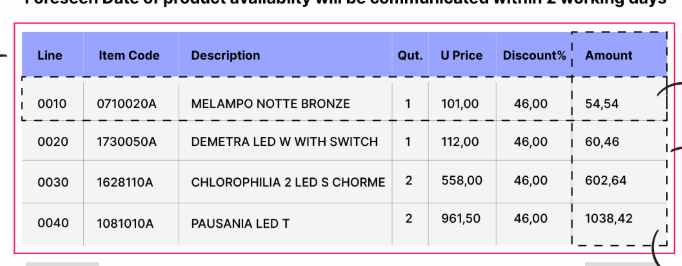 Foreseen Date of product availability will be communicated within 2 working days
Line Item Code Description Qut. U Price Discount% Amount
0010 0710020A MELAMPO NOTTE BRONZE 1 101,00 46,00 54,54
0020 1730050A DEMETRA LED W WITH SWITCH 1 112,00 46,00 60,46
0030 1628110A CHLOROPHILIA 2 LED S CHORME 2 558,00 46,00 602,64
0040 1081010A PAUSANIA LED T 2 961,50 46,00 1038,42